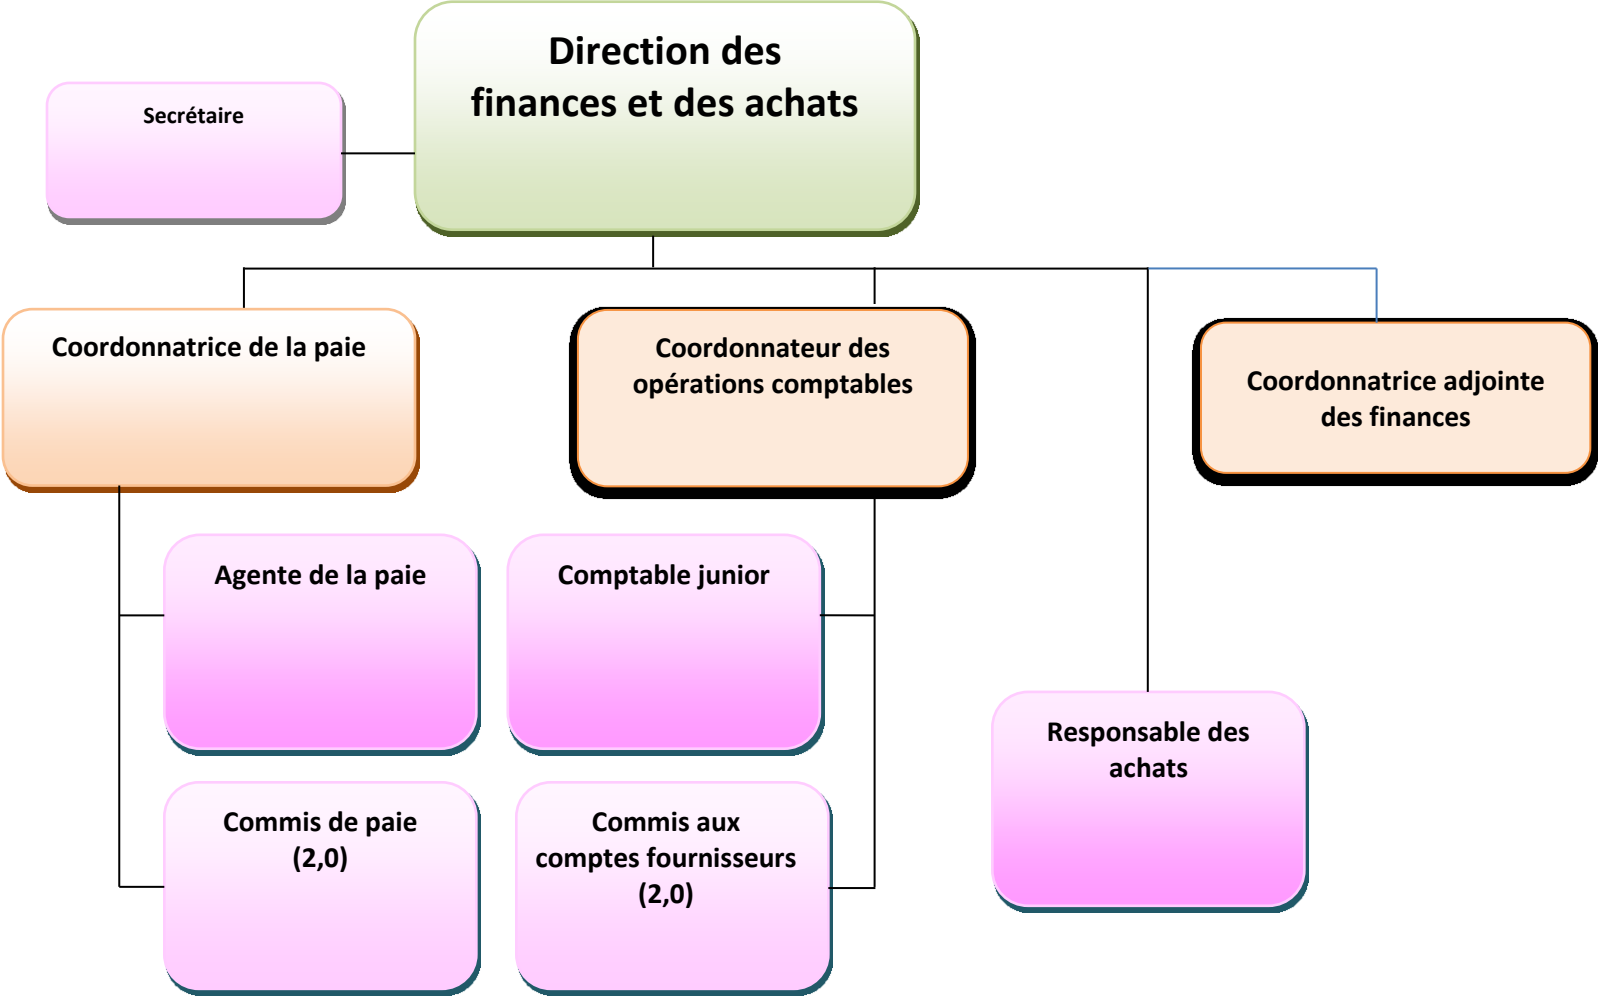 Direction des
finances et des achats
Secrétaire
Coordonnatrice de la paie
Coordonnateur des
opérations comptables
Coordonnatrice adjointe
des finances
Agente de la paie
Comptable junior
Responsable des
achats
Commis de paie
(2,0)
Commis aux
comptes fournisseurs
(2,0)